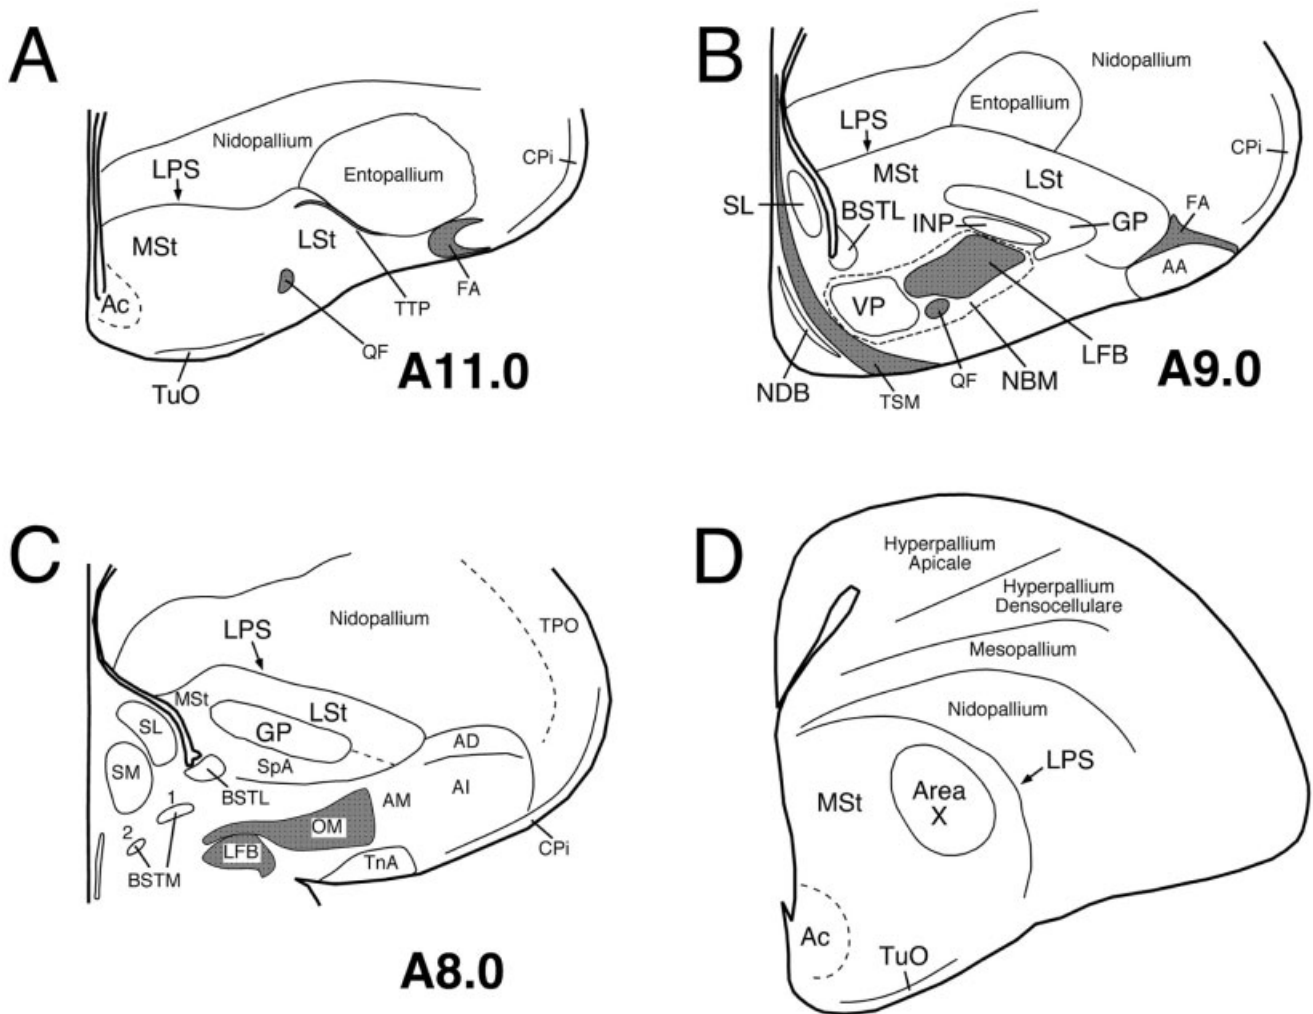 A
Nidopallium
LPS
Entopallium
CPi
MSt
LSt
Ac
TTP
FA
QF
A11.0
TuO
B
Nidopallium
Entopallium
LPS
MSt
LSt
CPi
SL
BSTL
INP
GP
FA
AA
VP
LFB
NDB
TSM
QF
NBM
A9.0
C
Nidopallium
TPO
LPS
MSt
LSt
SL
GP
AD
SM
SpA
AI
1
BSTL
AM
OM
2
LFB
CPi
TnA
BSTM
A8.0
D
Hyperpallium
Apicale
Hyperpallium
Densocellulare
Mesopallium
Nidopallium
LPS
MSt
Area
X
Ac
TuO